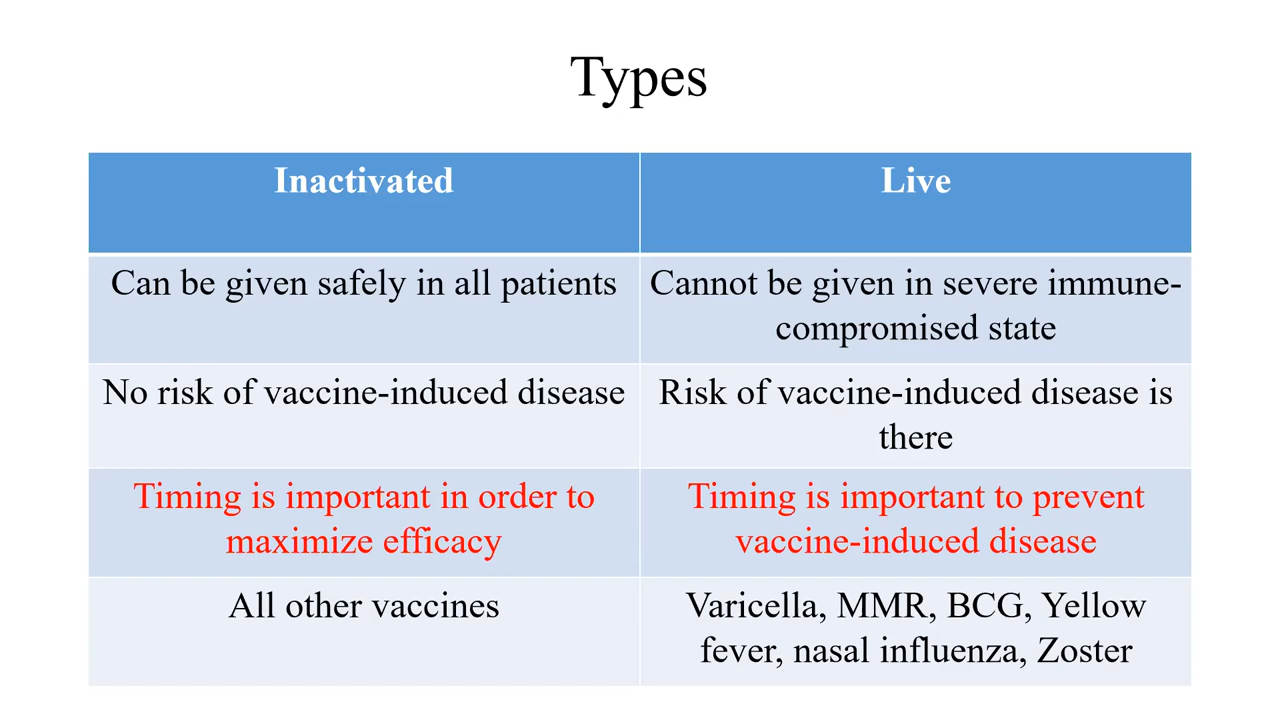 Types
Inactivated
Live
Can be given safely in all patients
Cannot be given in severe immune-
compromised state
No risk of vaccine-induced disease
Risk of vaccine-induced disease is
there
Timing is important in order to
maximize efficacy
Timing is important to prevent
vaccine-induced disease
All other vaccines
Varicella, MMR, BCG, Yellow
fever, nasal influenza, Zoster